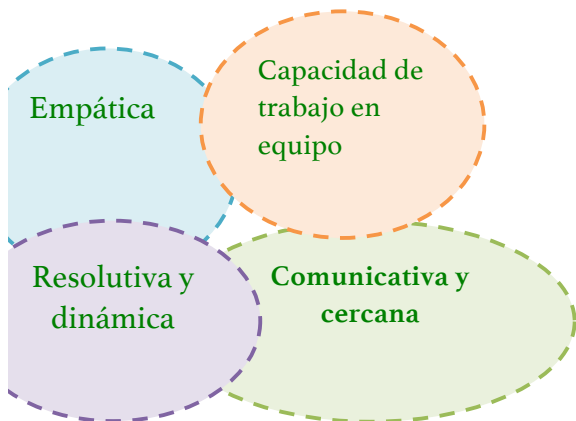 Empática
Capacidad de
trabajo en
equipo
Resolutiva y
dinámica
Comunicativa y
cercana